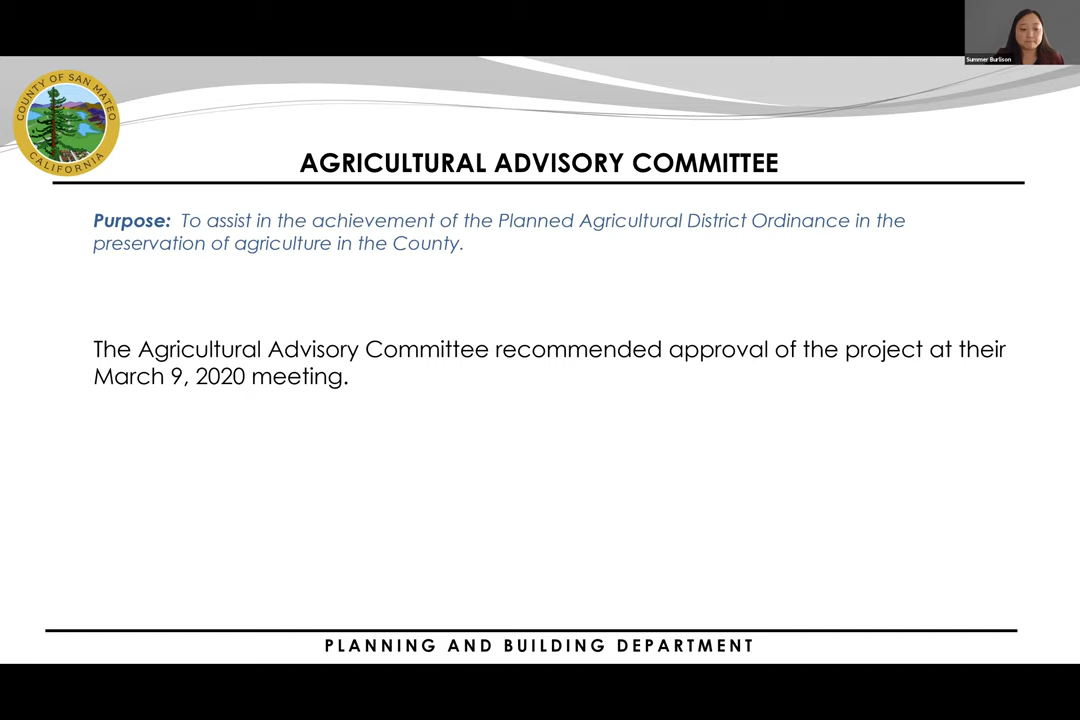 Summer Burlison
COUNTY OF SAN MATEO
CALIFORNIA
AGRICULTURAL ADVISORY COMMITTEE
Purpose: To assist in the achievement of the Planned Agricultural District Ordinance in the
preservation of agriculture in the County.
The Agricultural Advisory Committee recommended approval of the project at their
March 9, 2020 meeting.
PLANNING AND BUILDING DEPARTMENT